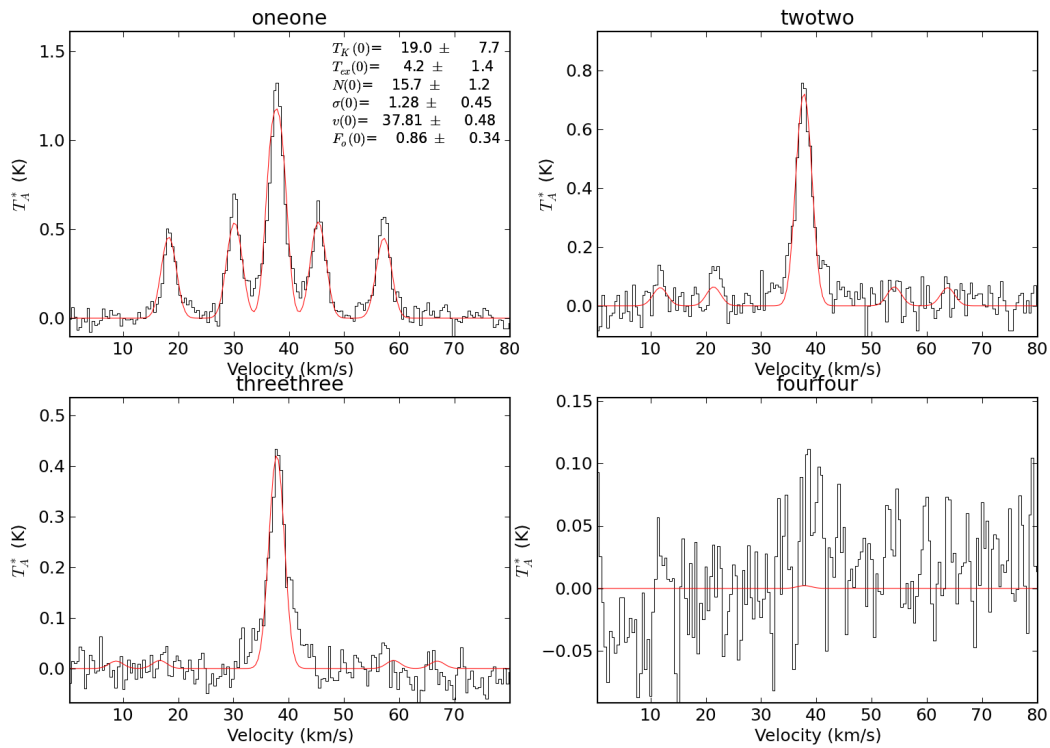 oneone
T_K(0)= 19.0 ± 7.7
T_ex(0)= 4.2 ± 1.4
N(0)= 15.7 ± 1.2
σ(0)= 1.28 ± 0.45
v(0)= 37.81 ± 0.48
F_o(0)= 0.86 ± 0.34
1.5
1.0
0.5
0.0
T_A^* (K)
10 20 30 40 50 60 70 80
Velocity (km/s)
twotwo
0.8
0.6
0.4
0.2
0.0
T_A^* (K)
10 20 30 40 50 60 70 80
Velocity (km/s)
threethree
0.5
0.4
0.3
0.2
0.1
0.0
T_A^* (K)
10 20 30 40 50 60 70
Velocity (km/s)
fourfour
0.15
0.10
0.05
0.00
−0.05
T_A^* (K)
10 20 30 40 50 60 70 80
Velocity (km/s)